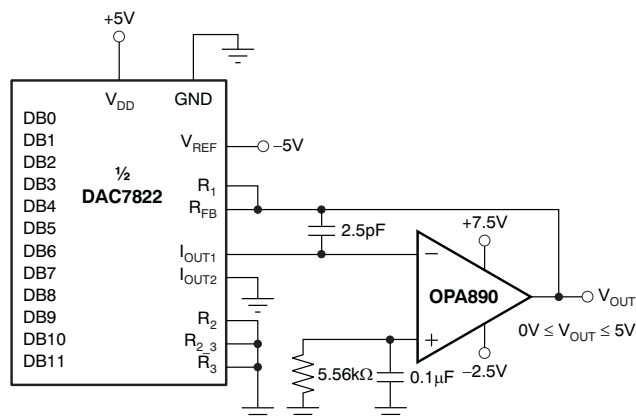 +5V
V_DD
GND
DB0
DB1
DB2
DB3
DB4
DB5
DB6
DB7
DB8
DB9
DB10
DB11
½
DAC7822
V_REF
−5V
R_1
R_FB
I_OUT1
I_OUT2
R_2
R_2_3
R_3
2.5pF
+7.5V
−
OPA890
+
−2.5V
V_OUT
0V ≤ V_OUT ≤ 5V
5.56kΩ
0.1µF